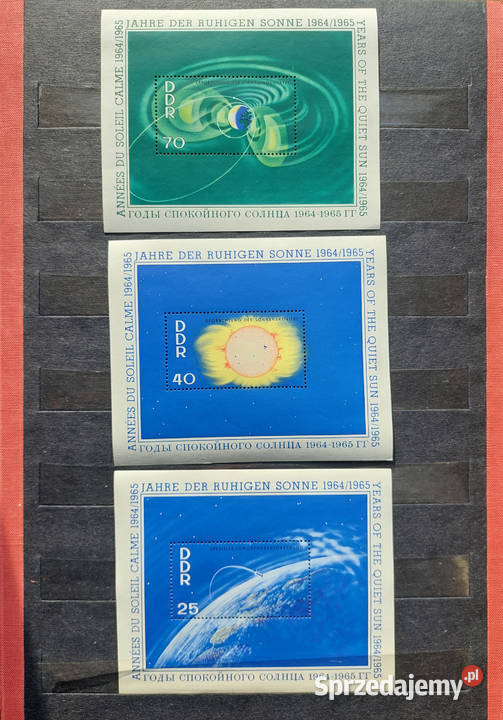 JAHRE DER RUHIGEN SONNE 1964/1965
ANNÉES DU SOLEIL CALME 1964/1965
YEARS OF THE QUIET SUN 1964/1965
DDR
70
ГОДЫ СПОКОЙНОГО СОЛНЦА 1964-1965 ГГ
JAHRE DER RUHIGEN SONNE 1964/1965
ANNÉES DU SOLEIL CALME 1964/1965
YEARS OF THE QUIET SUN 1964/1965
ERFORSCHUNG DER SONNENAKTIVITÄT
DDR
40
ГОДЫ СПОКОЙНОГО СОЛНЦА 1964-1965 ГГ
JAHRE DER RUHIGEN SONNE 1964/1965
ANNÉES DU SOLEIL CALME 1964/1965
YEARS OF THE QUIET SUN 1964/1965
DDR
25
ГОДЫ СПОКОЙНОГО СОЛНЦА 1964-1965 ГГ
Sprzedajemy.pl